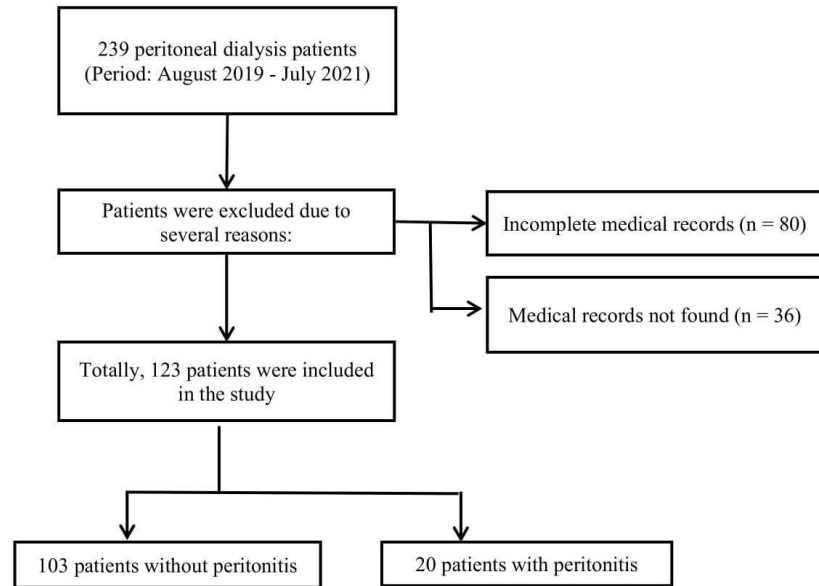 239 peritoneal dialysis patients
(Period: August 2019 - July 2021)
Patients were excluded due to
several reasons:
Incomplete medical records (n = 80)
Medical records not found (n = 36)
Totally, 123 patients were included
in the study
103 patients without peritonitis
20 patients with peritonitis